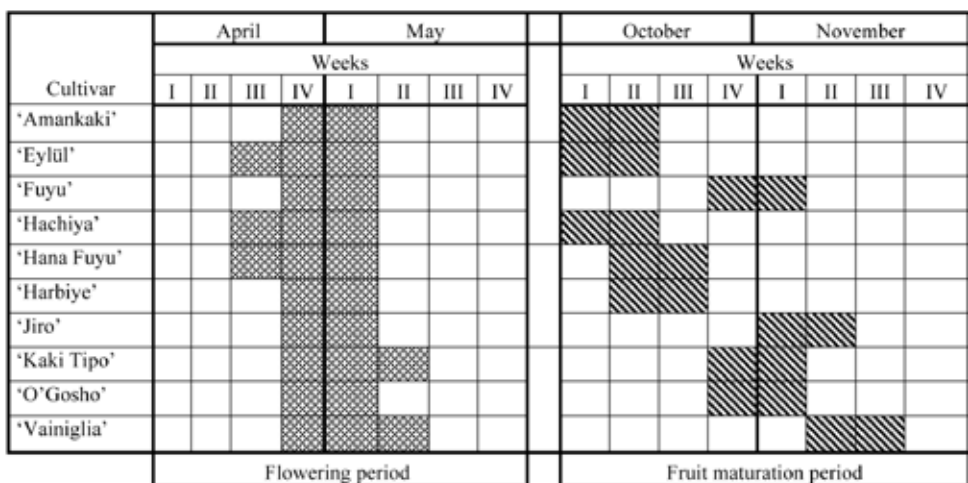 April May October November
Weeks Weeks
Cultivar I II III IV I II III IV I II III IV I II III IV
‘Amankaki’
‘Eylül’
‘Fuyu’
‘Hachiya’
‘Hana Fuyu’
‘Harbiye’
‘Jiro’
‘Kaki Tipo’
‘O’Gosho’
‘Vainiglia’
Flowering period Fruit maturation period